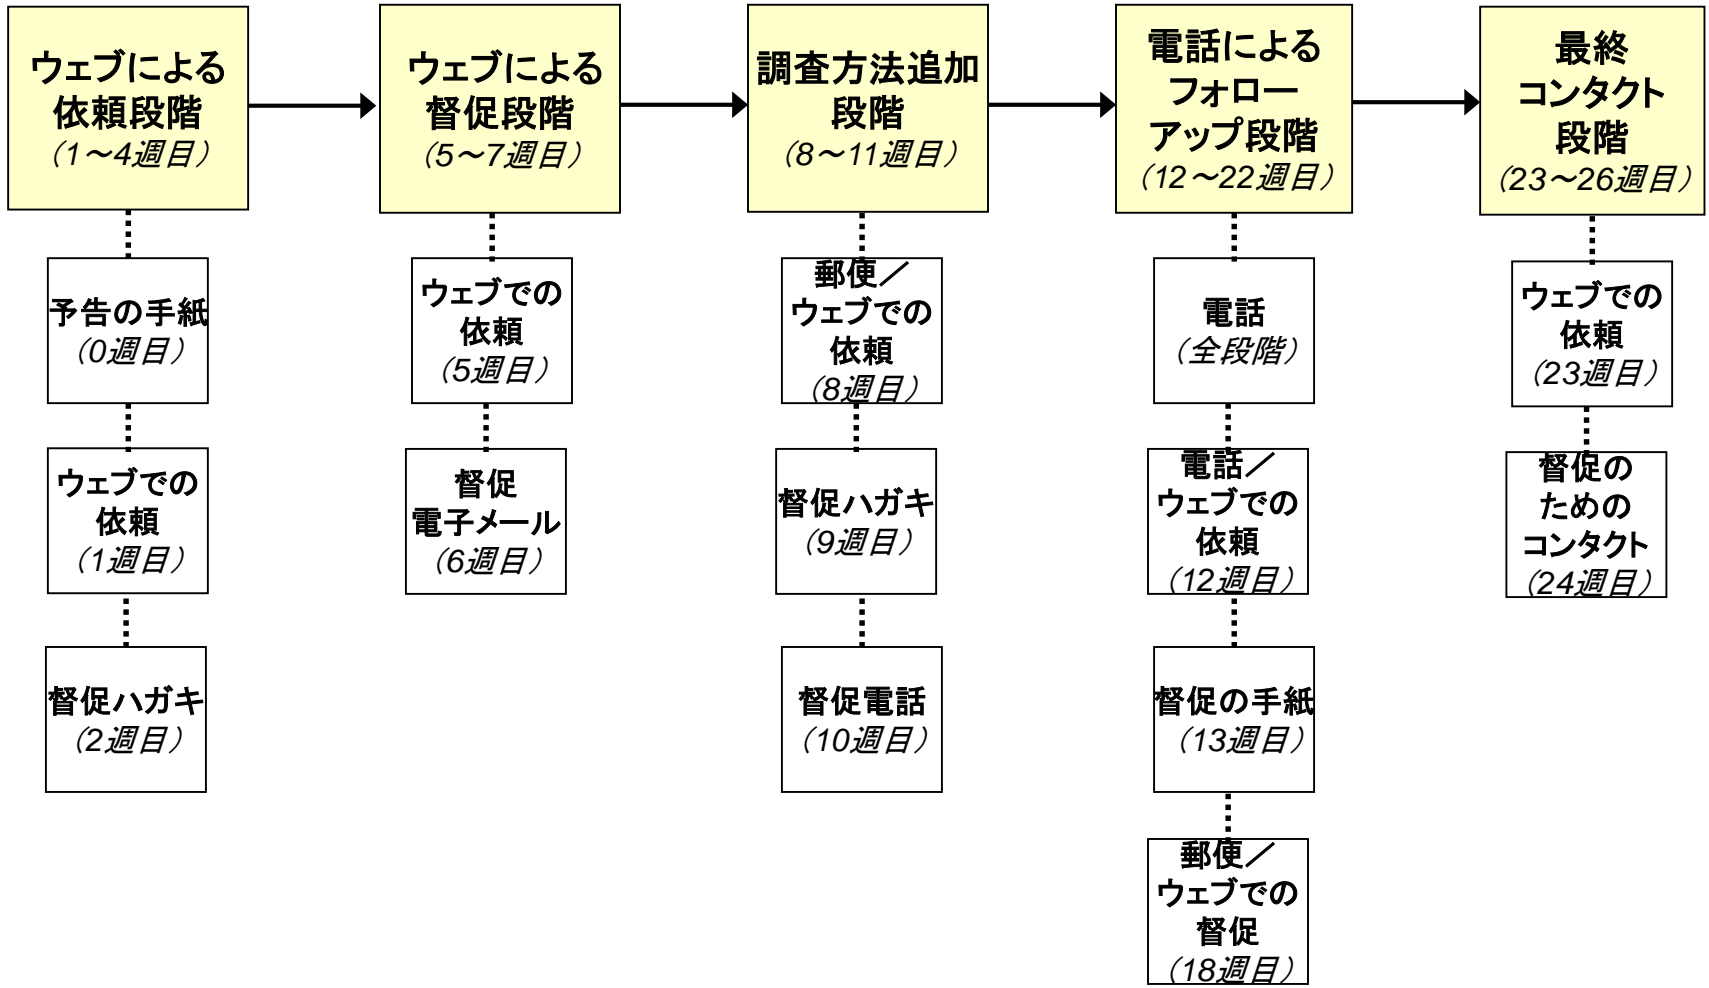 ウェブによる
依頼段階
（1～4週目）
ウェブによる
督促段階
（5～7週目）
調査方法追加
段階
（8～11週目）
電話による
フォロー
アップ段階
（12～22週目）
最終
コンタクト
段階
（23～26週目）
予告の手紙
（0週目）
ウェブでの
依頼
（1週目）
督促ハガキ
（2週目）
ウェブでの
依頼
（5週目）
督促
電子メール
（6週目）
郵便／
ウェブでの
依頼
（8週目）
督促ハガキ
（9週目）
督促電話
（10週目）
電話
（全段階）
電話／
ウェブでの
依頼
（12週目）
督促の手紙
（13週目）
郵便／
ウェブでの
督促
（18週目）
ウェブでの
依頼
（23週目）
督促の
ための
コンタクト
（24週目）